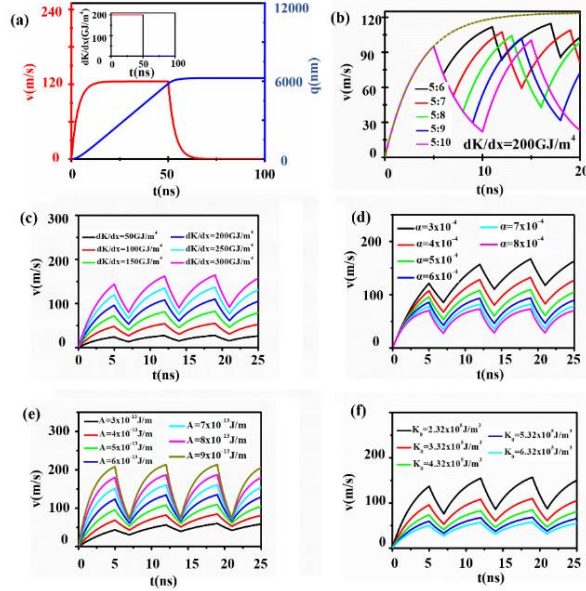 (a)
v(m/s)
240
120
0
dK/dx(GJ/m⁴)
200
100
0
0 50 100
t(ns)
12000
6000
0
q(nm)
0 50 100
t(ns)
(b)
v(m/s)
120
90
60
30
0
5:6
5:7
5:8
5:9
5:10
dK/dx=200GJ/m⁴
0 10 20
t(ns)
(c)
v(m/s)
300
200
100
0
dK/dx=50GJ/m⁴ dK/dx=200GJ/m⁴
dK/dx=100GJ/m⁴ dK/dx=250GJ/m⁴
dK/dx=150GJ/m⁴ dK/dx=300GJ/m⁴
0 5 10 15 20 25
t(ns)
(d)
v(m/s)
200
100
0
α=3x10⁻⁴ α=7x10⁻⁴
α=4x10⁻⁴ α=8x10⁻⁴
α=5x10⁻⁴
α=6x10⁻⁴
0 5 10 15 20 25
t(ns)
(e)
v(m/s)
400
300
200
100
0
A=3x10⁻¹³J/m A=7x10⁻¹³J/m
A=4x10⁻¹³J/m A=8x10⁻¹³J/m
A=5x10⁻¹³J/m A=9x10⁻¹³J/m
A=6x10⁻¹³J/m
0 5 10 15 20 25
t(ns)
(f)
v(m/s)
300
150
0
0 5 10 15 20 25
t(ns)